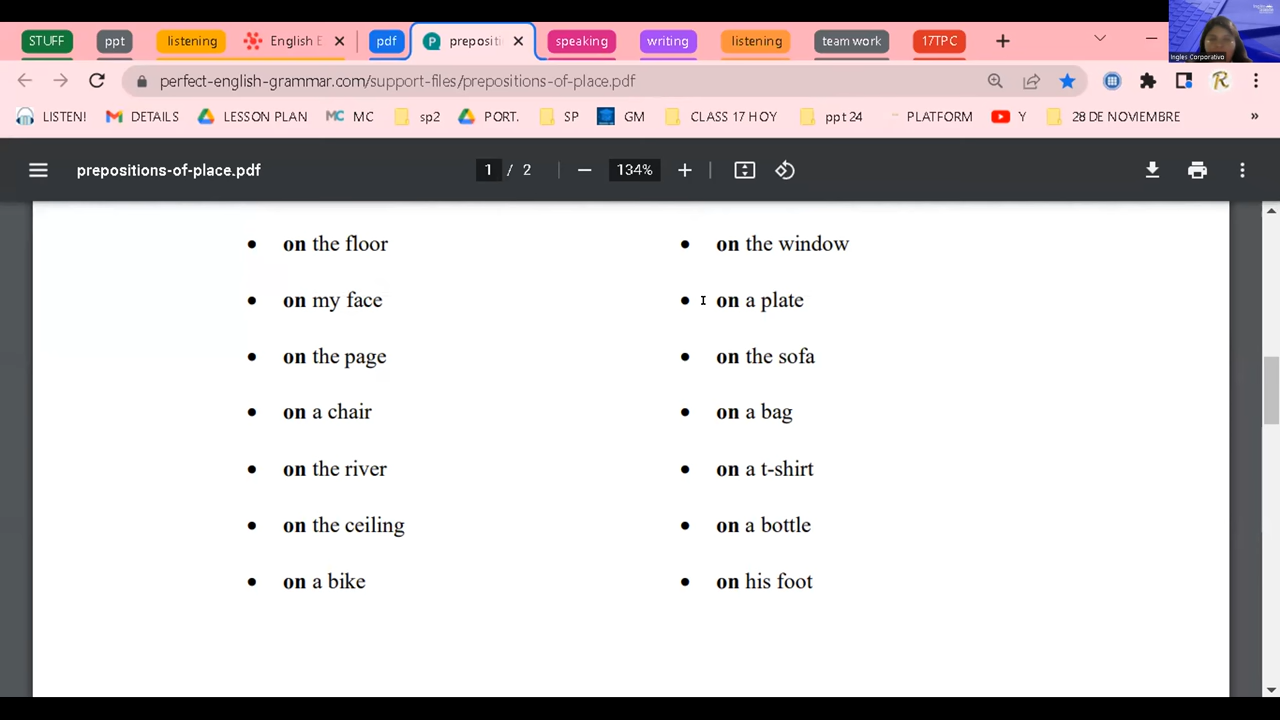 STUFF ppt listening English E pdf preposit speaking writing listening team work 17TPC
perfect-english-grammar.com/support-files/prepositions-of-place.pdf
LISTEN! DETAILS LESSON PLAN MC MC sp2 PORT. SP GM CLASS 17 HOY ppt 24 PLATFORM Y 28 DE NOVIEMBRE »
prepositions-of-place.pdf 1 / 2 134%
Ingles Corporativo
• on the floor
• on my face
• on the page
• on a chair
• on the river
• on the ceiling
• on a bike
• on the window
• on a plate
• on the sofa
• on a bag
• on a t-shirt
• on a bottle
• on his foot